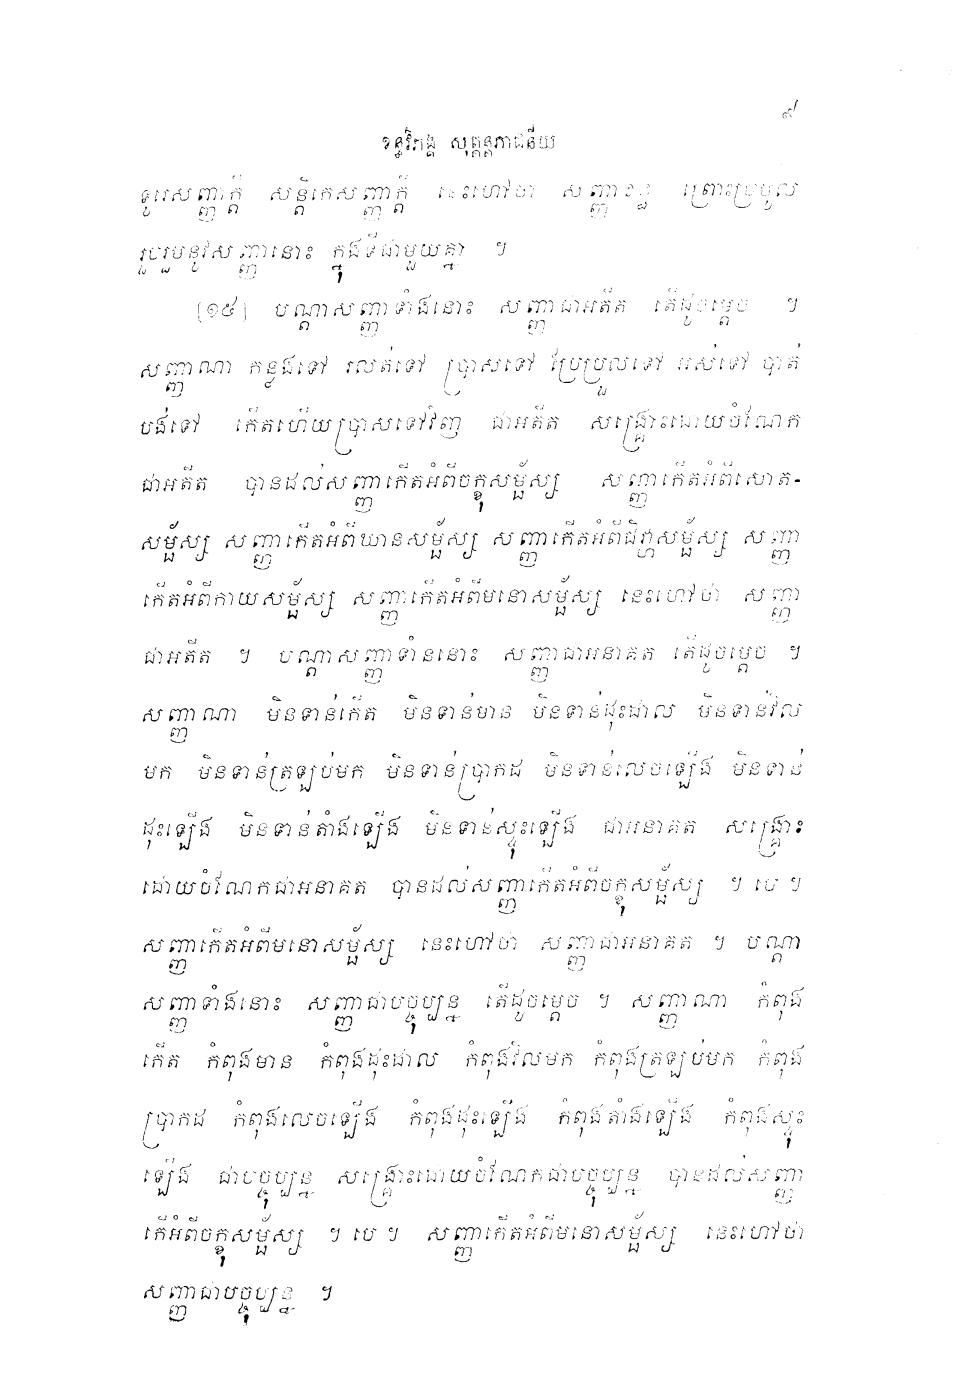 ៩
ខន្ធវិភង្គ សុត្តន្តភាជនីយ
ទូរេសញ្ញាក្តី សន្តិកេសញ្ញាក្តី នេះហៅថា សញ្ញាខន្ធ ព្រោះប្រមូល
រួបរួមនូវសញ្ញានោះ ក្នុងទីជាមួយគ្នា ។
[១៥] បណ្តាសញ្ញាទាំងនោះ សញ្ញាជាអតីត តើដូចម្តេច ។
សញ្ញាណា កន្លងទៅ រលត់ទៅ ប្រាសទៅ ប្រែប្រួលទៅ អស់ទៅ បាត់
បង់ទៅ កើតហើយប្រាសទៅវិញ ជាអតីត សង្គ្រោះដោយចំណែក
ជាអតីត បានដល់សញ្ញាកើតអំពីចក្ខុសម្ផ័ស្ស សញ្ញាកើតអំពីសោត-
សម្ផ័ស្ស សញ្ញាកើតអំពីឃានសម្ផ័ស្ស សញ្ញាកើតអំពីជិវ្ហាសម្ផ័ស្ស សញ្ញា
កើតអំពីកាយសម្ផ័ស្ស សញ្ញាកើតអំពីមនោសម្ផ័ស្ស នេះហៅថា សញ្ញា
ជាអតីត ។ បណ្តាសញ្ញាទាំងនោះ សញ្ញាជាអនាគត តើដូចម្តេច ។
សញ្ញាណា មិនទាន់កើត មិនទាន់មាន មិនទាន់ដុះដាល មិនទាន់វិល
មក មិនទាន់ត្រឡប់មក មិនទាន់ប្រាកដ មិនទាន់លេចឡើង មិនទាន់
ដុះឡើង មិនទាន់តាំងឡើង មិនទាន់ស្ទុះឡើង ជាអនាគត សង្គ្រោះ
ដោយចំណែកជាអនាគត បានដល់សញ្ញាកើតអំពីចក្ខុសម្ផ័ស្ស ។ បេ ។
សញ្ញាកើតអំពីមនោសម្ផ័ស្ស នេះហៅថា សញ្ញាជាអនាគត ។ បណ្តា
សញ្ញាទាំងនោះ សញ្ញាជាបច្ចុប្បន្ន តើដូចម្តេច ។ សញ្ញាណា កំពុង
កើត កំពុងមាន កំពុងដុះដាល កំពុងវិលមក កំពុងត្រឡប់មក កំពុង
ប្រាកដ កំពុងលេចឡើង កំពុងដុះឡើង កំពុងតាំងឡើង កំពុងស្ទុះ
ឡើង ជាបច្ចុប្បន្ន សង្គ្រោះដោយចំណែកជាបច្ចុប្បន្ន បានដល់សញ្ញា
កើអំពីចក្ខុសម្ផ័ស្ស ។ បេ ។ សញ្ញាកើតអំពីមនោសម្ផ័ស្ស នេះហៅថា
សញ្ញាជាបច្ចុប្បន្ន ។